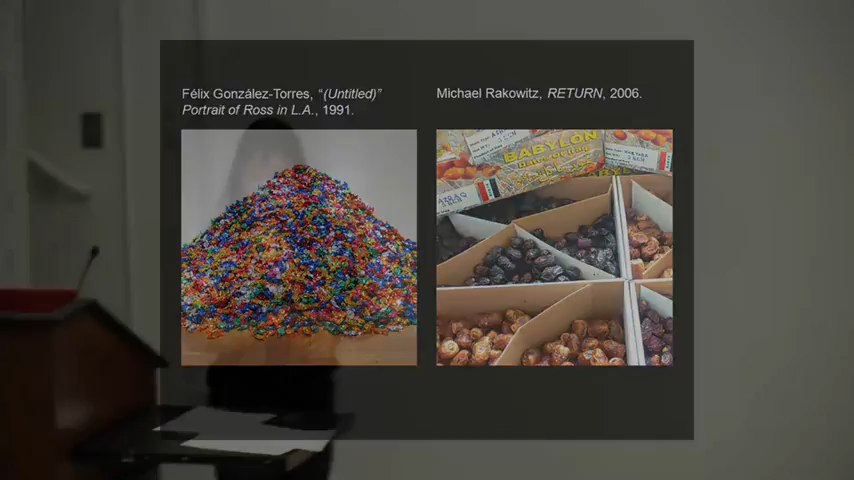 Félix González-Torres, “(Untitled)”
Portrait of Ross in L.A., 1991.
Michael Rakowitz, RETURN, 2006.
BABYLON